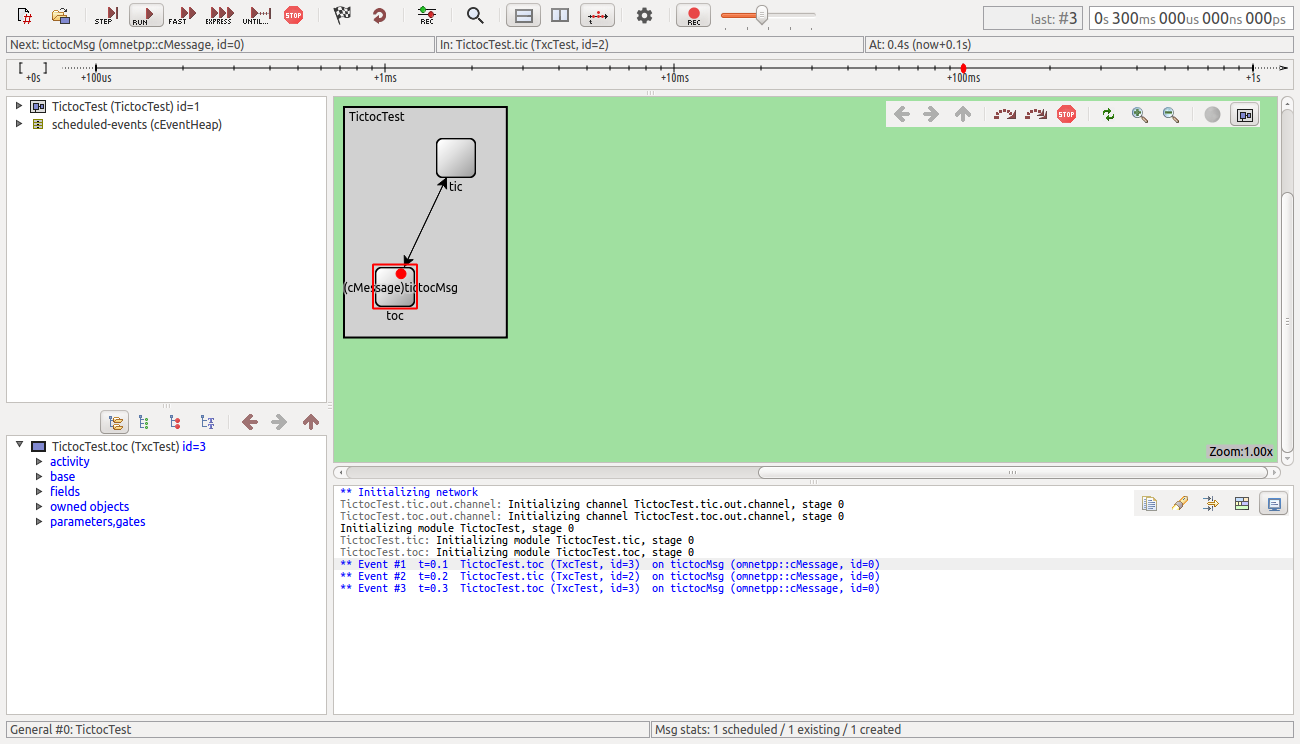 STEP RUN FAST EXPRESS UNTIL... STOP REC REC last: #3 0s 300ms 000us 000ns 000ps
Next: tictocMsg (omnetpp::cMessage, id=0) In: TictocTest.tic (TxcTest, id=2) At: 0.4s (now+0.1s)
[ ]
+0s +100us +1ms +10ms +100ms +1s
TictocTest (TictocTest) id=1
scheduled-events (cEventHeap)
TictocTest
STOP
tic
(cMessage)tictocMsg
toc
Zoom:1.00x
TictocTest.toc (TxcTest) id=3
activity
base
fields
owned objects
parameters,gates
** Initializing network
TictocTest.tic.out.channel: Initializing channel TictocTest.tic.out.channel, stage 0
TictocTest.toc.out.channel: Initializing channel TictocTest.toc.out.channel, stage 0
Initializing module TictocTest, stage 0
TictocTest.tic: Initializing module TictocTest.tic, stage 0
TictocTest.toc: Initializing module TictocTest.toc, stage 0
** Event #1 t=0.1 TictocTest.toc (TxcTest, id=3) on tictocMsg (omnetpp::cMessage, id=0)
** Event #2 t=0.2 TictocTest.tic (TxcTest, id=2) on tictocMsg (omnetpp::cMessage, id=0)
** Event #3 t=0.3 TictocTest.toc (TxcTest, id=3) on tictocMsg (omnetpp::cMessage, id=0)
General #0: TictocTest Msg stats: 1 scheduled / 1 existing / 1 created